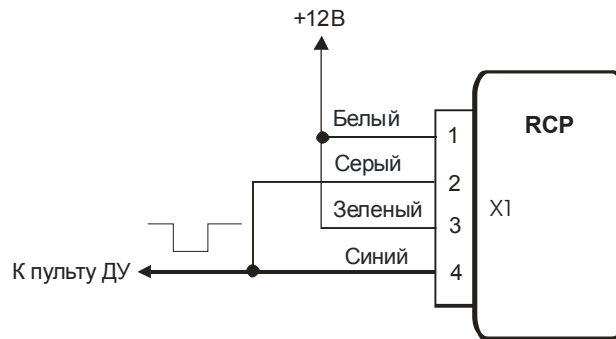 +12В
Белый
1
RCP
Серый
2
X1
Зеленый
3
Синий
4
К пульту ДУ